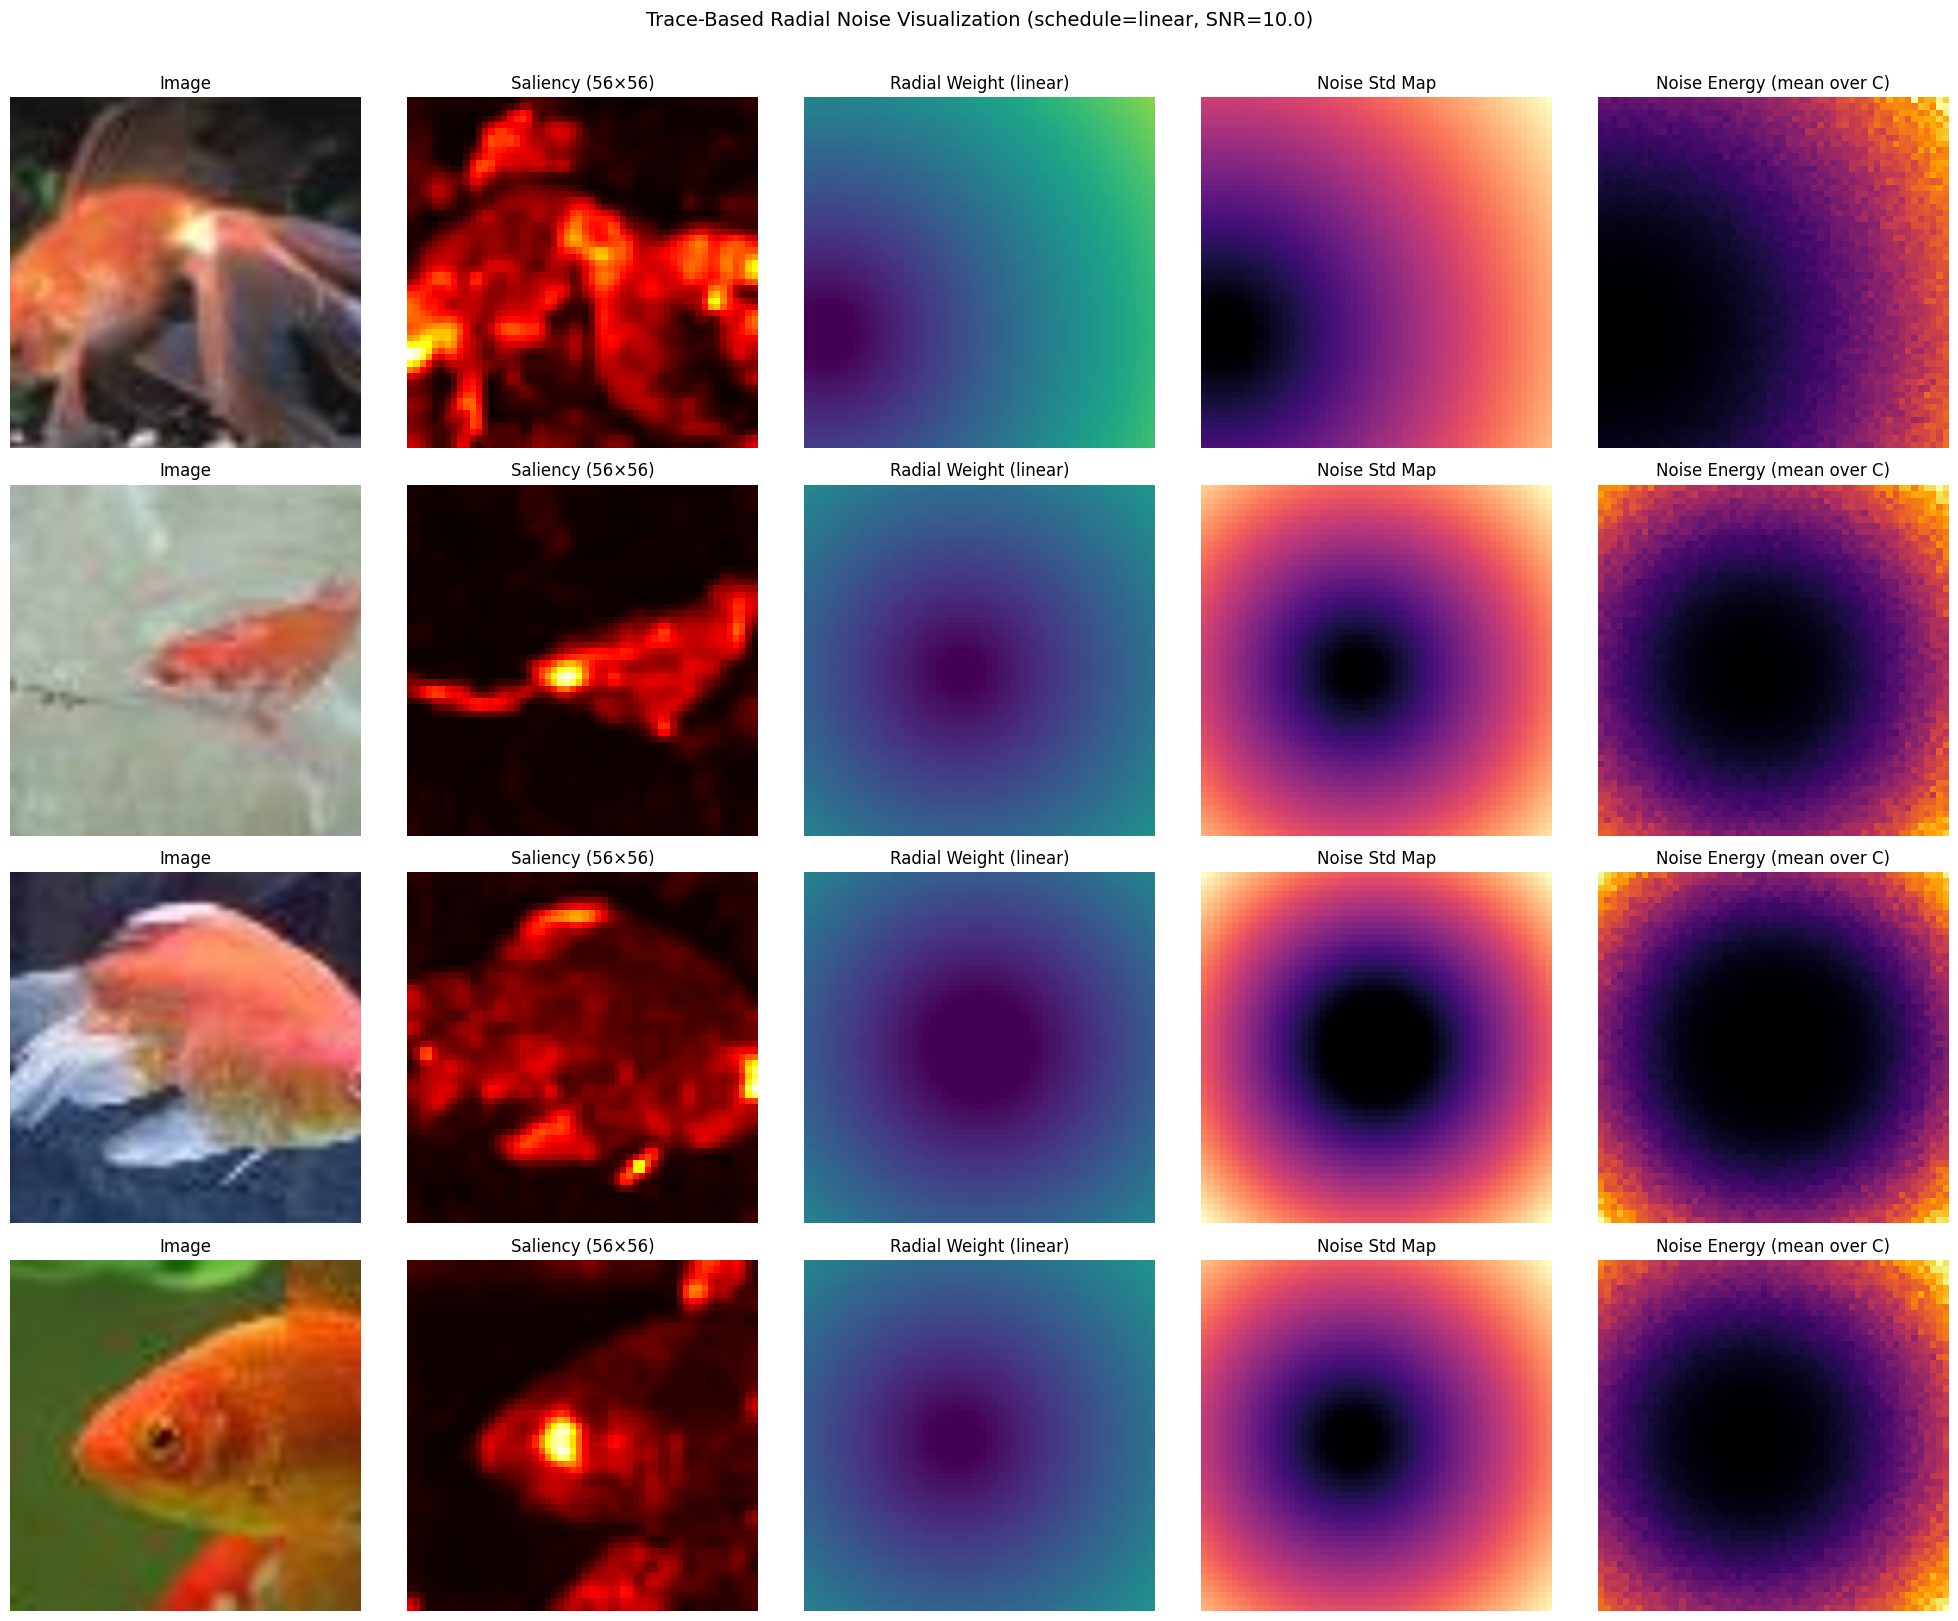 Trace-Based Radial Noise Visualization (schedule=linear, SNR=10.0)
Image
Saliency (56×56)
Radial Weight (linear)
Noise Std Map
Noise Energy (mean over C)
Image
Saliency (56×56)
Radial Weight (linear)
Noise Std Map
Noise Energy (mean over C)
Image
Saliency (56×56)
Radial Weight (linear)
Noise Std Map
Noise Energy (mean over C)
Image
Saliency (56×56)
Radial Weight (linear)
Noise Std Map
Noise Energy (mean over C)